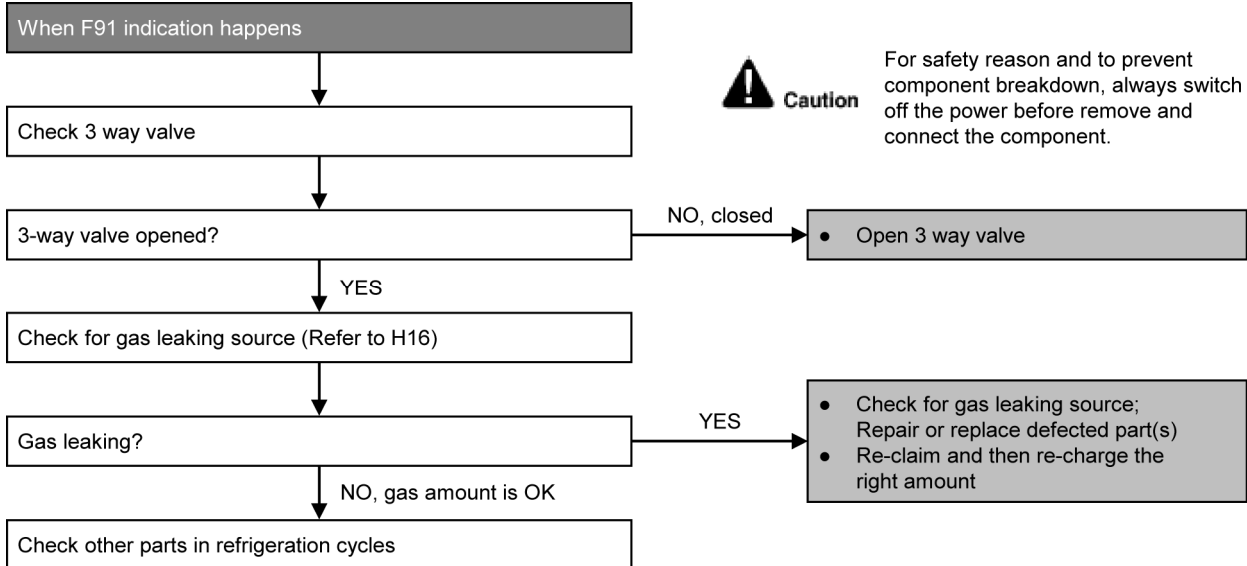 When F91 indication happens
Caution
For safety reason and to prevent
component breakdown, always switch
off the power before remove and
connect the component.
Check 3 way valve
3-way valve opened?
NO, closed
● Open 3 way valve
YES
Check for gas leaking source (Refer to H16)
Gas leaking?
YES
● Check for gas leaking source;
Repair or replace defected part(s)
● Re-claim and then re-charge the
right amount
NO, gas amount is OK
Check other parts in refrigeration cycles